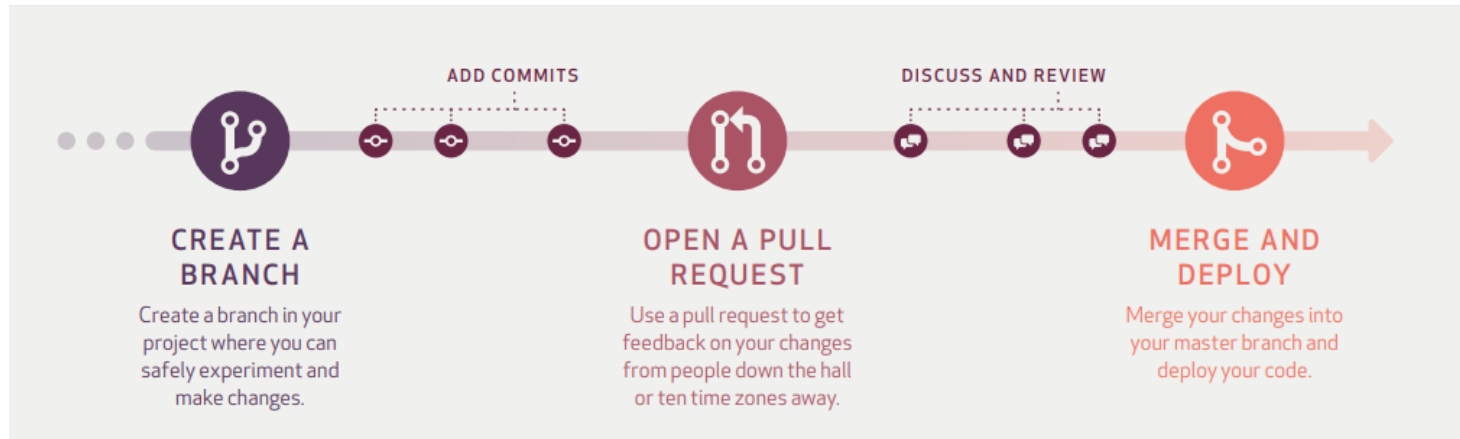 ADD COMMITS
DISCUSS AND REVIEW
CREATE A
BRANCH
Create a branch in your
project where you can
safely experiment and
make changes.
OPEN A PULL
REQUEST
Use a pull request to get
feedback on your changes
from people down the hall
or ten time zones away.
MERGE AND
DEPLOY
Merge your changes into
your master branch and
deploy your code.